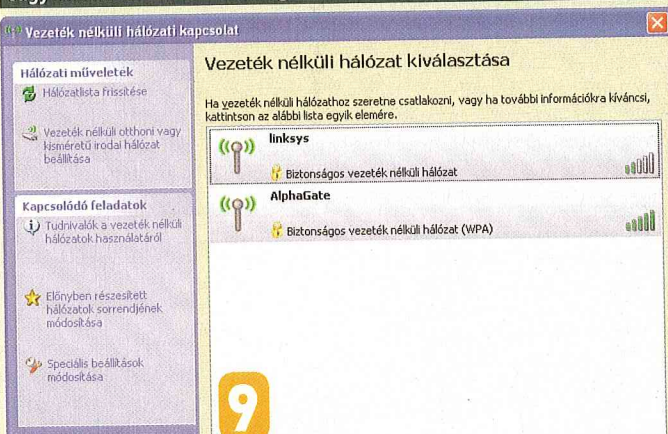 Vezeték nélküli hálózati kapcsolat
Hálózati műveletek
Hálózatlista frissítése
Vezeték nélküli otthoni vagy
kisméretű irodai hálózat
beállítása
Kapcsolódó feladatok
Tudnivalók a vezeték nélküli
hálózatok használatáról
Előnyben részesített
hálózatok sorrendjének
módosítása
Speciális beállítások
módosítása
Vezeték nélküli hálózat kiválasztása
Ha vezeték nélküli hálózathoz szeretne csatlakozni, vagy ha további információkra kíváncsi,
kattintson az alábbi lista egyik elemére.
linksys
Biztonságos vezeték nélküli hálózat
AlphaGate
Biztonságos vezeték nélküli hálózat (WPA)
9